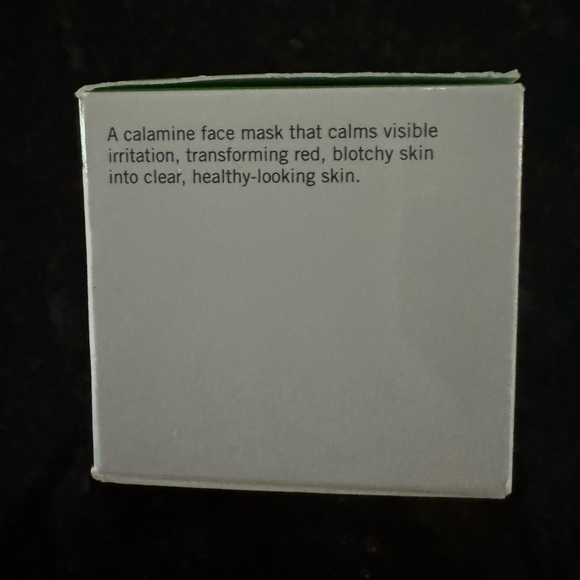 A calamine face mask that calms visible
irritation, transforming red, blotchy skin
into clear, healthy-looking skin.